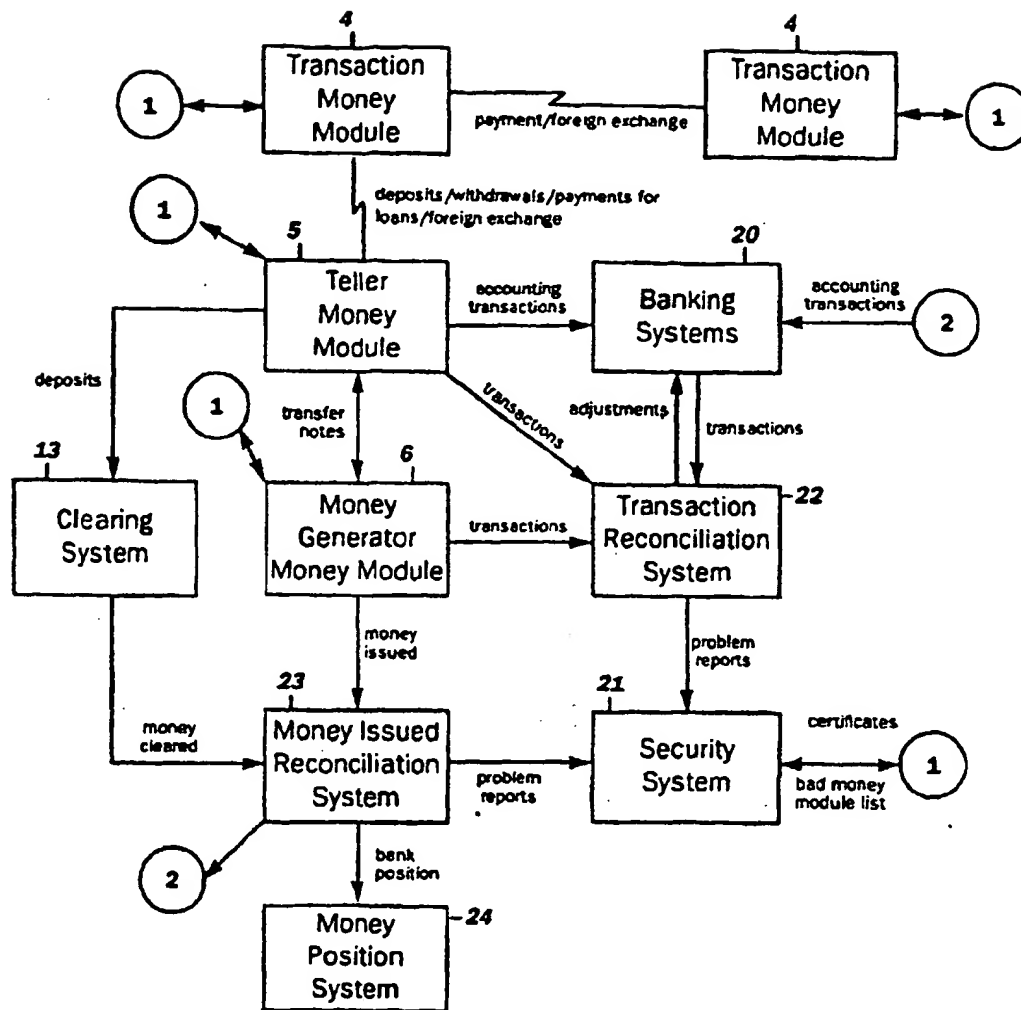 4
4
Transaction
Money
Module
Transaction
Money
Module
1
1
payment/foreign exchange
deposits/withdrawals/payments for
loans/foreign exchange
1
5
20
Teller
Money
Module
accounting
transactions
Banking
Systems
accounting
transactions
2
deposits
1
transfer
notes
transactions
adjustments
transactions
13
6
22
Clearing
System
Money
Generator
Money Module
transactions
Transaction
Reconciliation
System
money
issued
problem
reports
23
21
money
cleared
Money Issued
Reconciliation
System
problem
reports
Security
System
certificates
bad money
module list
1
2
bank
position
24
Money
Position
System